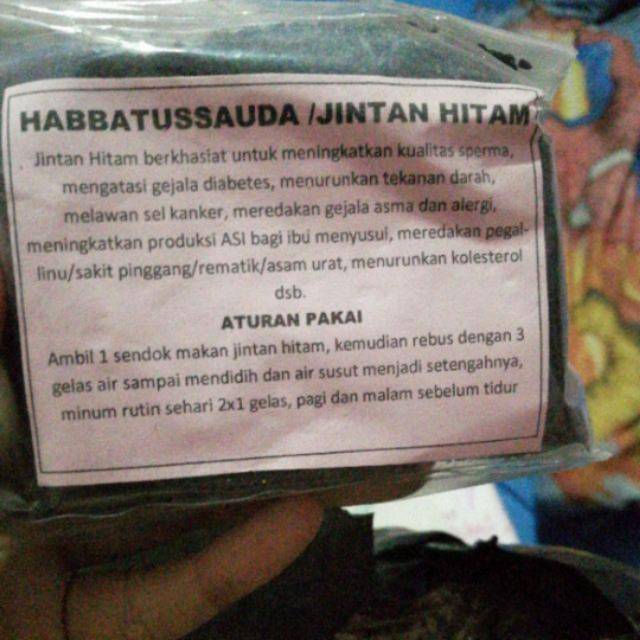 HABBATUSSAUDA /JINTAN HITAM
Jintan Hitam berkhasiat untuk meningkatkan kualitas sperma,
mengatasi gejala diabetes, menurunkan tekanan darah,
melawan sel kanker, meredakan gejala asma dan alergi,
meningkatkan produksi ASI bagi ibu menyusui, meredakan pegal-
linu/sakit pinggang/rematik/asam urat, menurunkan kolesterol
dsb.
ATURAN PAKAI
Ambil 1 sendok makan jintan hitam, kemudian rebus dengan 3
gelas air sampai mendidih dan air susut menjadi setengahnya,
minum rutin sehari 2x1 gelas, pagi dan malam sebelum tidur